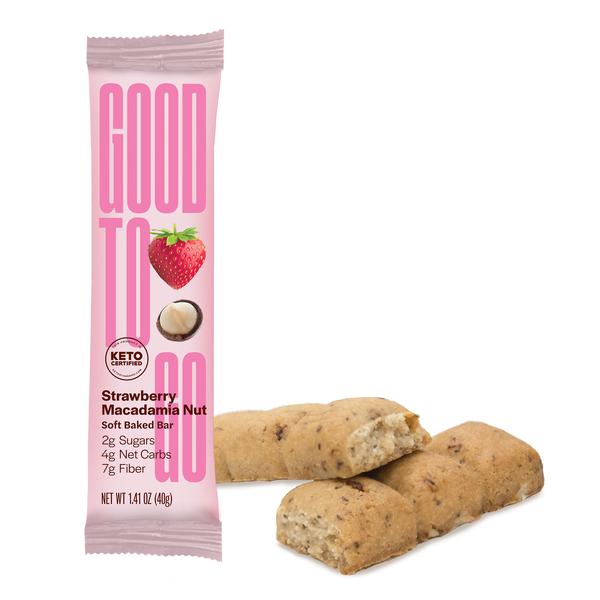 GOOD
TO
GO
KETO
CERTIFIED
Strawberry
Macadamia Nut
Soft Baked Bar
2g Sugars
4g Net Carbs
7g Fiber
NET WT 1.41 OZ (40g)